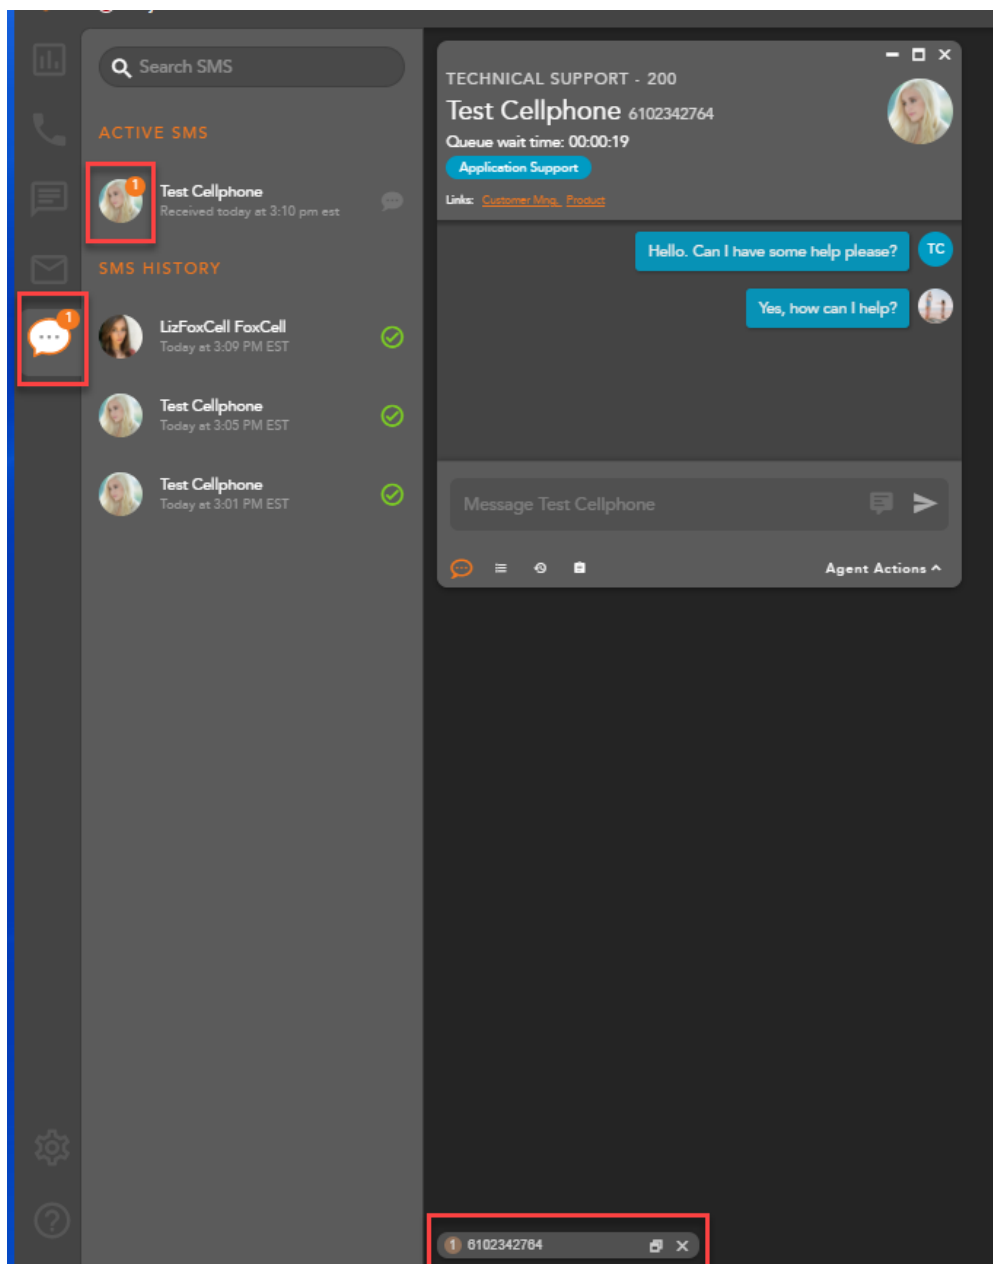 Search SMS
ACTIVE SMS
1
Test Cellphone
Received today at 3:10 pm est
SMS HISTORY
1
LizFoxCell FoxCell
Today at 3:09 PM EST
Test Cellphone
Today at 3:05 PM EST
Test Cellphone
Today at 3:01 PM EST
TECHNICAL SUPPORT - 200
Test Cellphone 6102342764
Queue wait time: 00:00:19
Application Support
Links: Customer Mnq, Product
Hello. Can I have some help please? TC
Yes, how can I help?
Message Test Cellphone
Agent Actions
1 6102342764